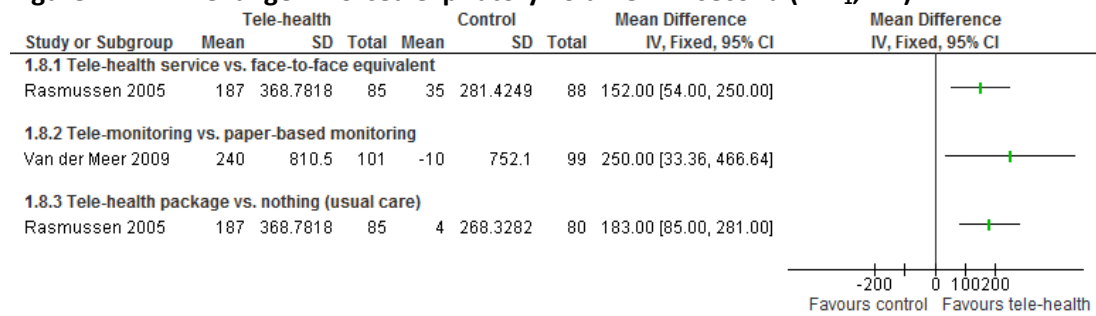 Tele-health Control Mean Difference Mean Difference
Study or Subgroup Mean SD Total Mean SD Total IV, Fixed, 95% CI IV, Fixed, 95% CI
1.8.1 Tele-health service vs. face-to-face equivalent
Rasmussen 2005 187 368.7818 85 35 281.4249 88 152.00 [54.00, 250.00]
1.8.2 Tele-monitoring vs. paper-based monitoring
Van der Meer 2009 240 810.5 101 -10 752.1 99 250.00 [33.36, 466.64]
1.8.3 Tele-health package vs. nothing (usual care)
Rasmussen 2005 187 368.7818 85 4 268.3282 80 183.00 [85.00, 281.00]
-200 0 100 200
Favours control Favours tele-health